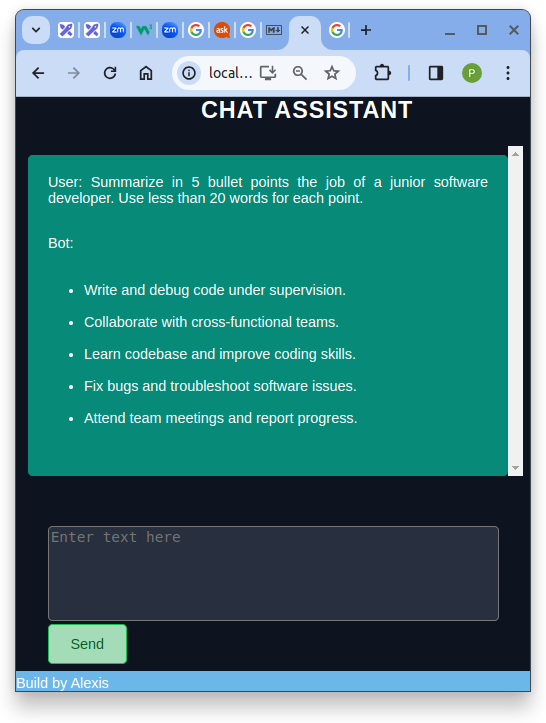 zm
W3
zm
ask
M
local...
P
CHAT ASSISTANT
User: Summarize in 5 bullet points the job of a junior software
developer. Use less than 20 words for each point.
Bot:
• Write and debug code under supervision.
• Collaborate with cross-functional teams.
• Learn codebase and improve coding skills.
• Fix bugs and troubleshoot software issues.
• Attend team meetings and report progress.
Enter text here
Send
Build by Alexis